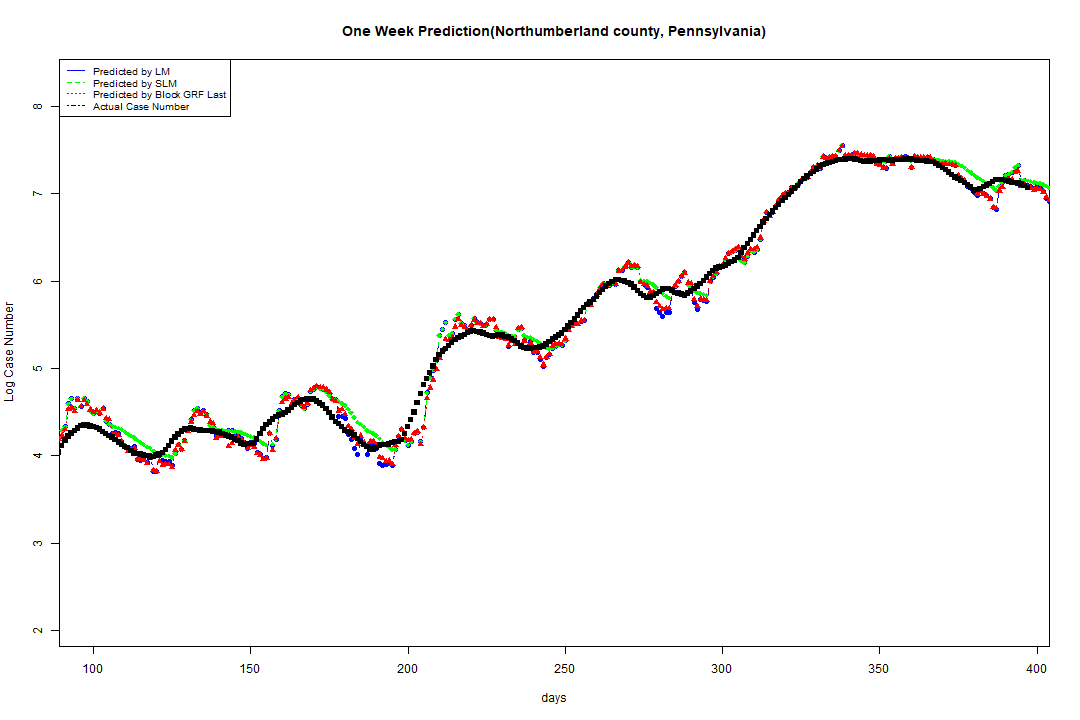 One Week Prediction(Northumberland county, Pennsylvania)
Predicted by LM
Predicted by SLM
Predicted by Block GRF Last
Actual Case Number
8
7
6
5
4
3
2
Log Case Number
100 150 200 250 300 350 400
days